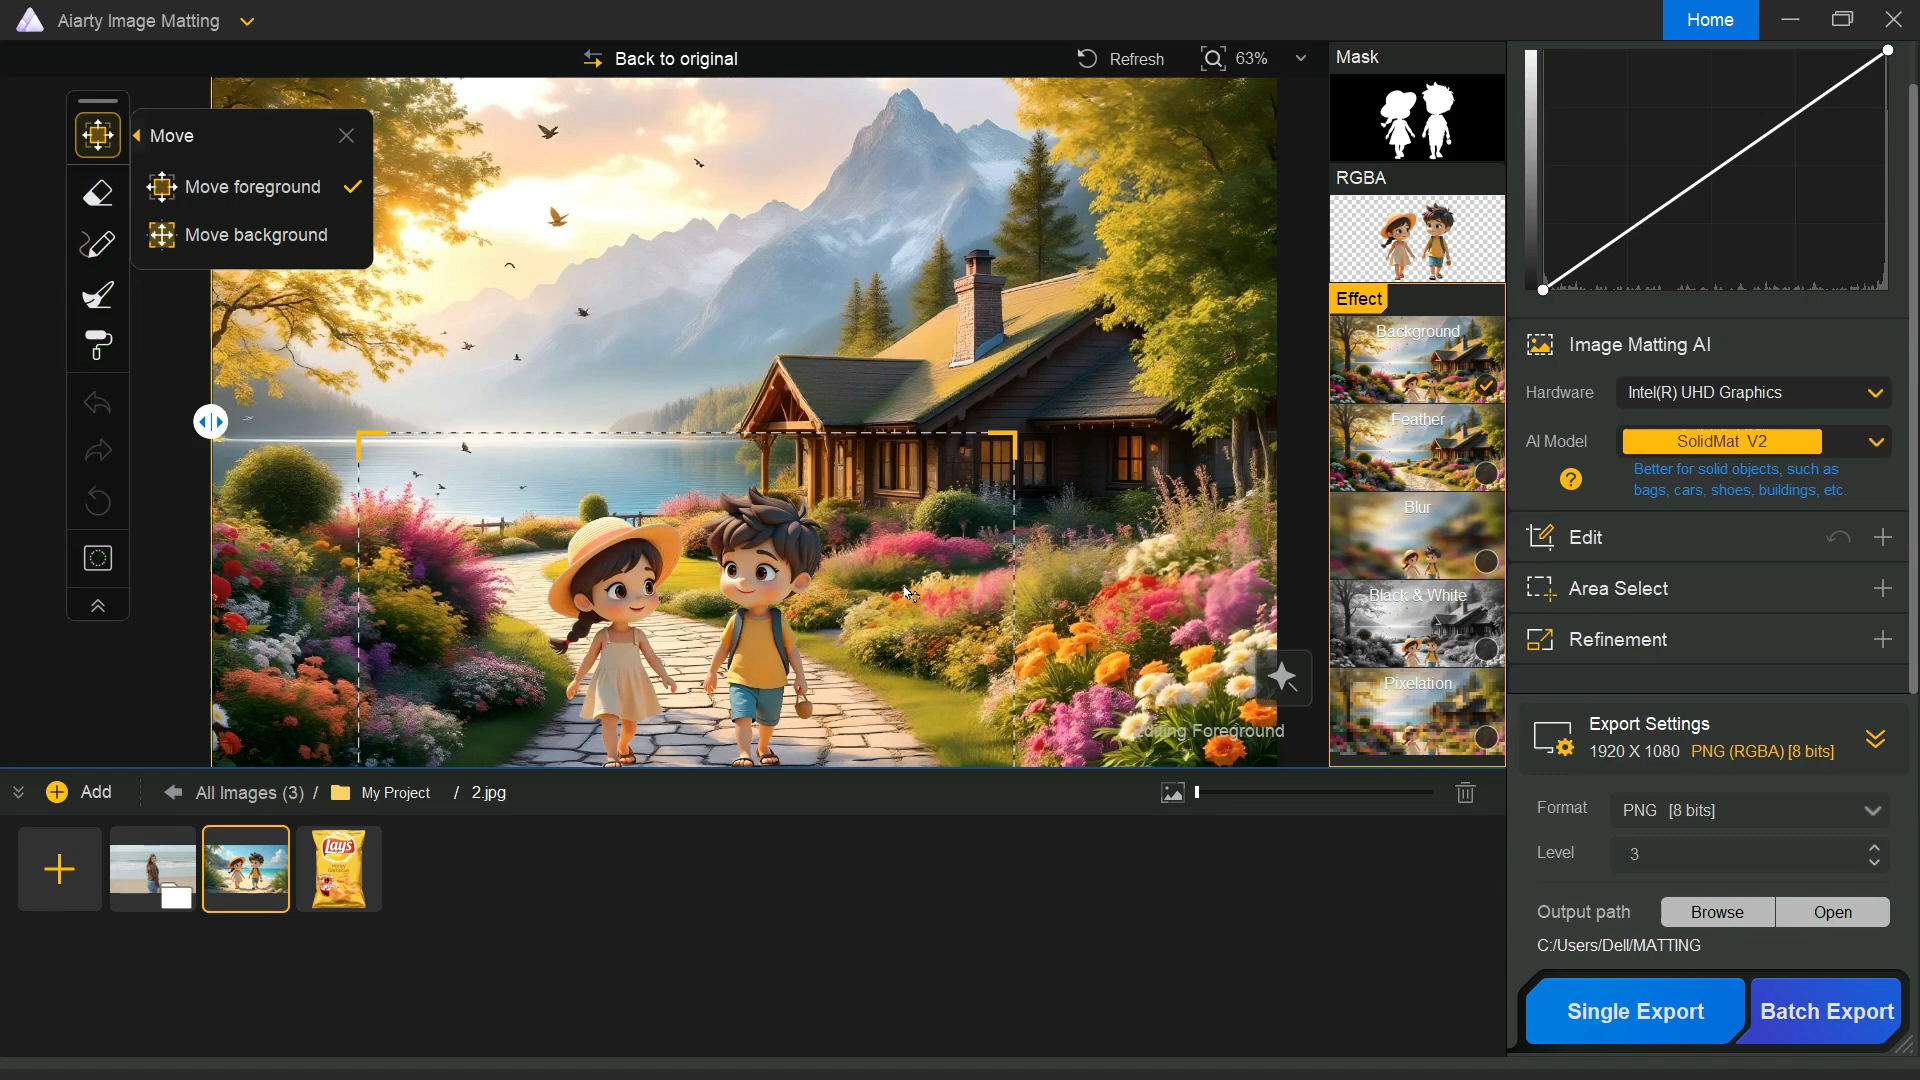 Aiarty Image Matting
Home
Back to original
Refresh
63%
Move
Move foreground
Move background
Editing Foreground
Mask
RGBA
Effect
Background
Feather
Blur
Black & White
Pixelation
Image Matting AI
Hardware
Intel(R) UHD Graphics
AI Model
SolidMat V2
?
Better for solid objects, such as
bags, cars, shoes, buildings, etc.
Edit
Area Select
Refinement
Export Settings
1920 X 1080 PNG (RGBA) [8 bits]
Format
PNG [8 bits]
Level
3
Output path
Browse
Open
C:/Users/Dell/MATTING
Single Export
Batch Export
Add
All Images (3) / My Project / 2.jpg
Lay's